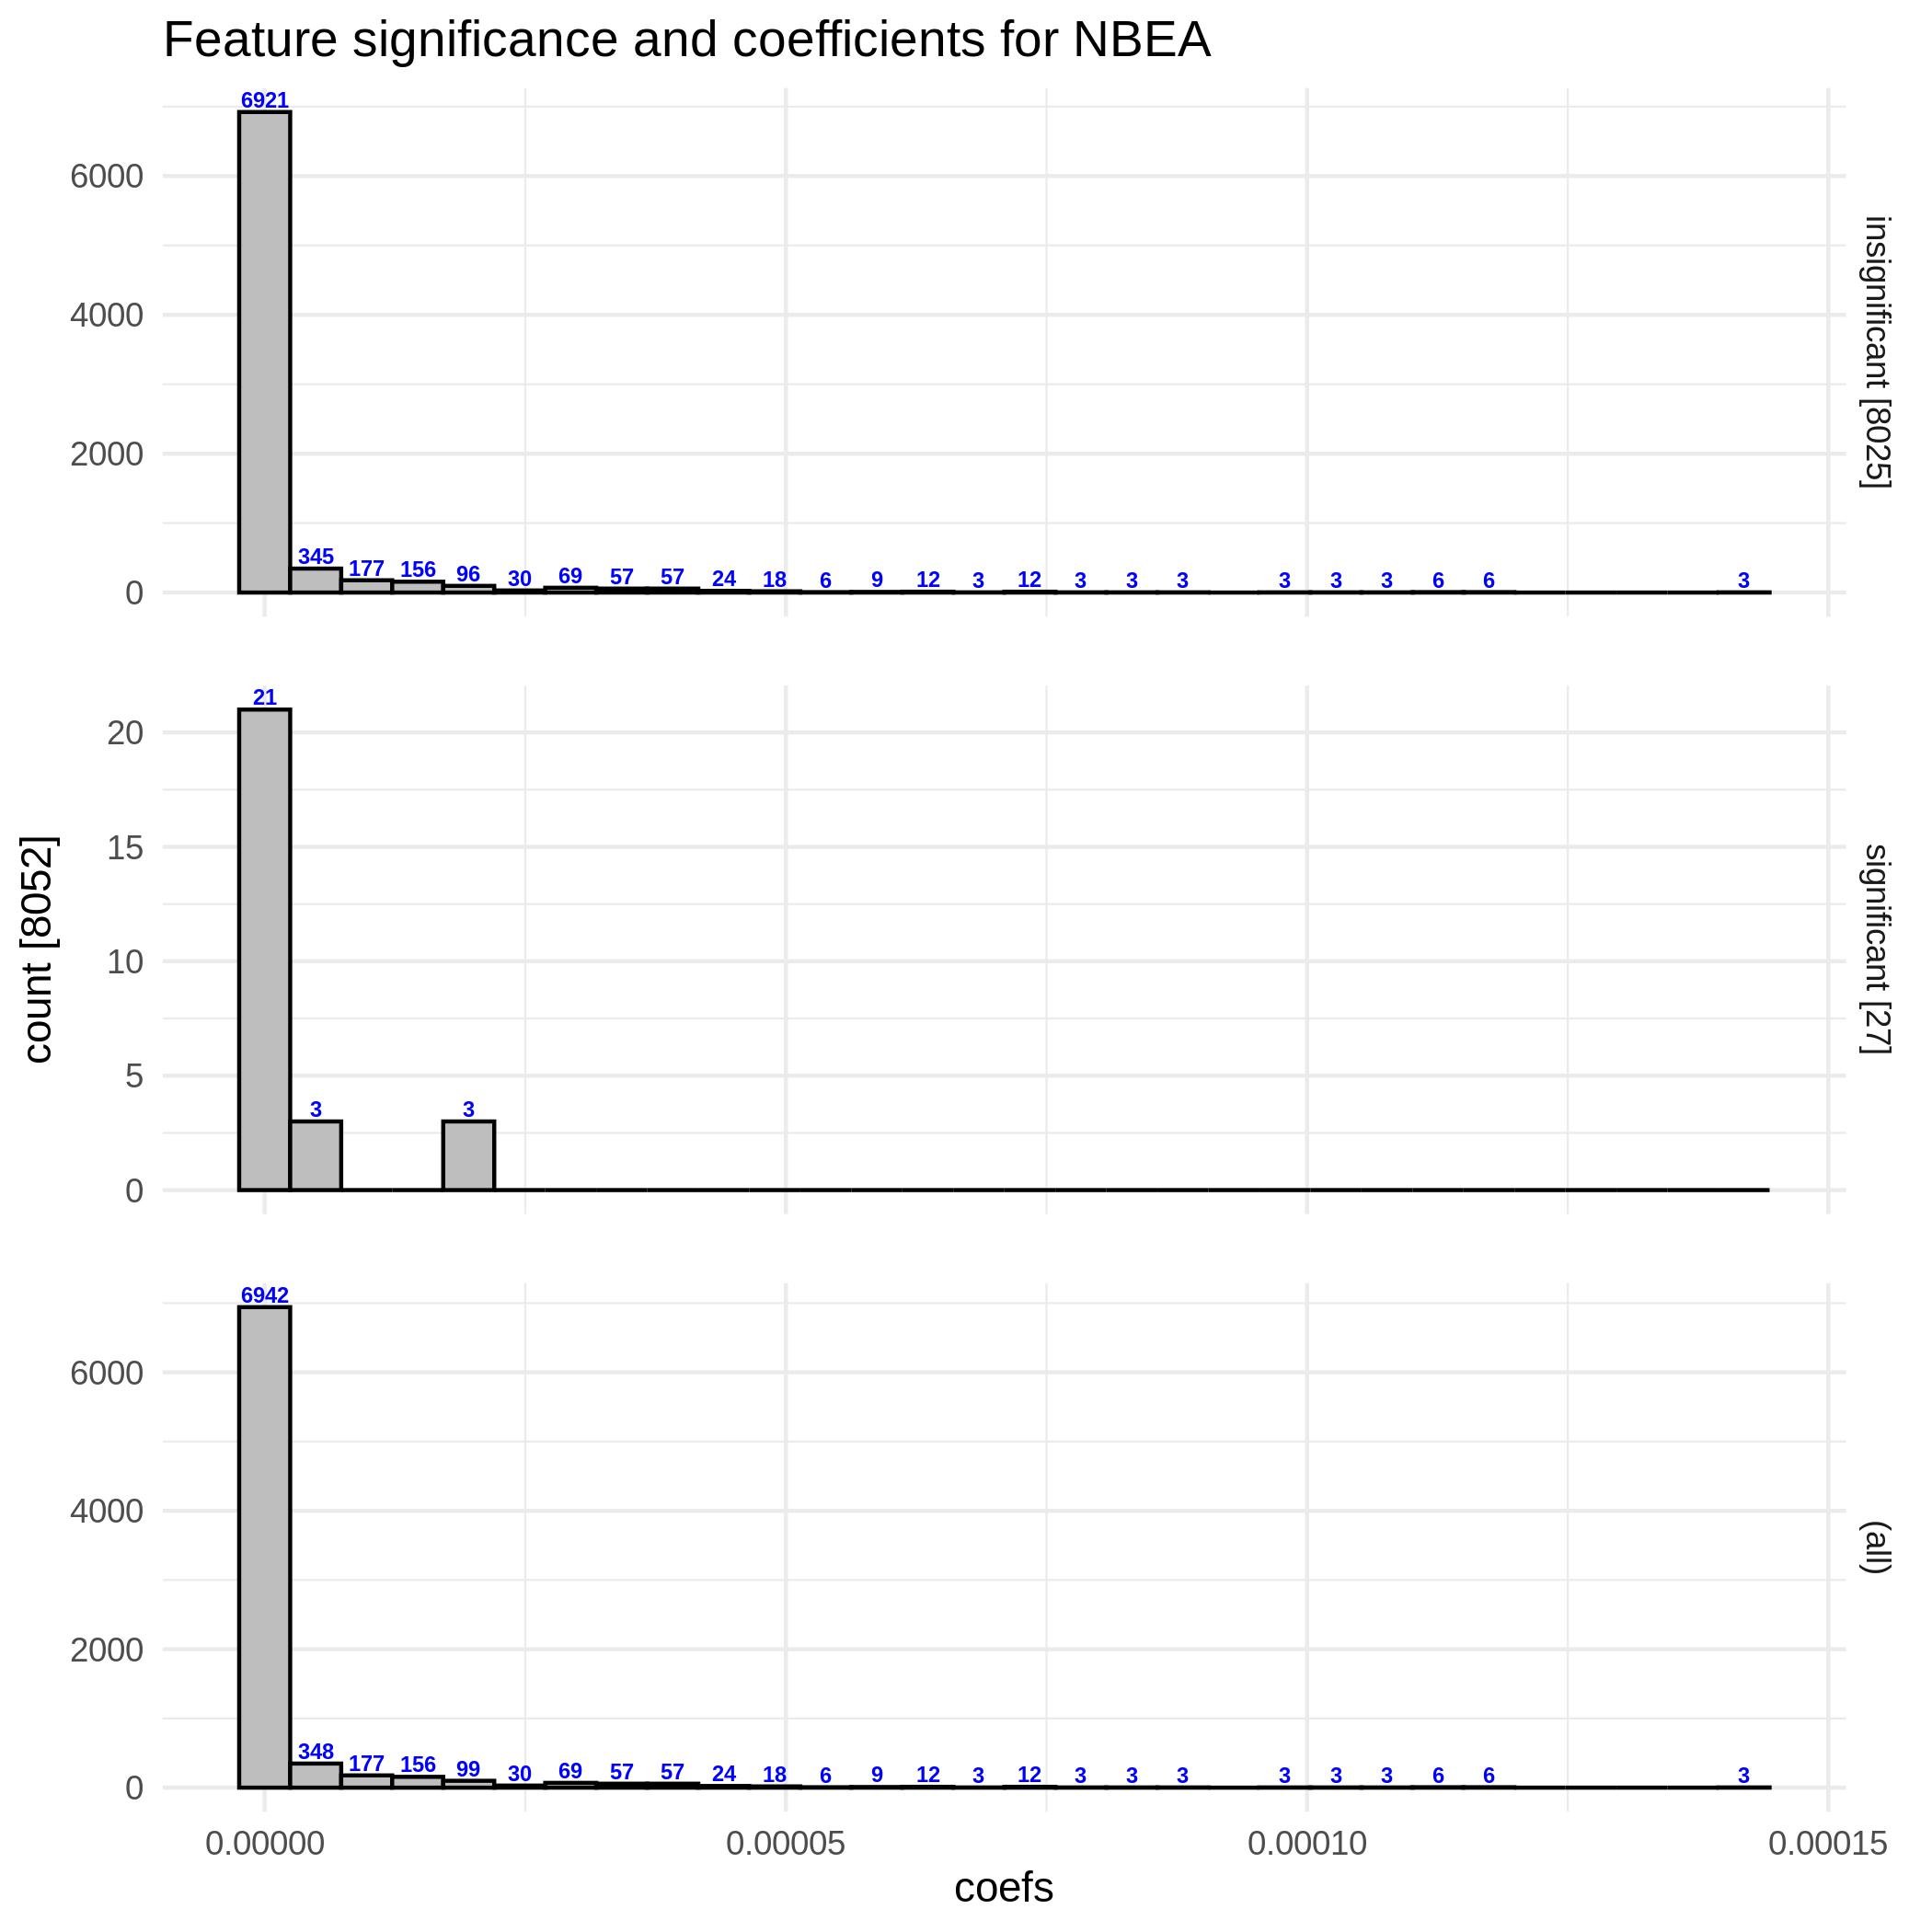 Feature significance and coefficients for NBEA
6921
345 177 156 96 30 69 57 57 24 18 6 9 12 3 12 3 3 3 3 3 3 6 6 3
6000
4000
2000
0
insignificant [8025]
21
3 3
20
15
10
5
0
significant [27]
count [8052]
6942
348 177 156 99 30 69 57 57 24 18 6 9 12 3 12 3 3 3 3 3 3 6 6 3
6000
4000
2000
0
(all)
0.00000 0.00005 0.00010 0.00015
coefs